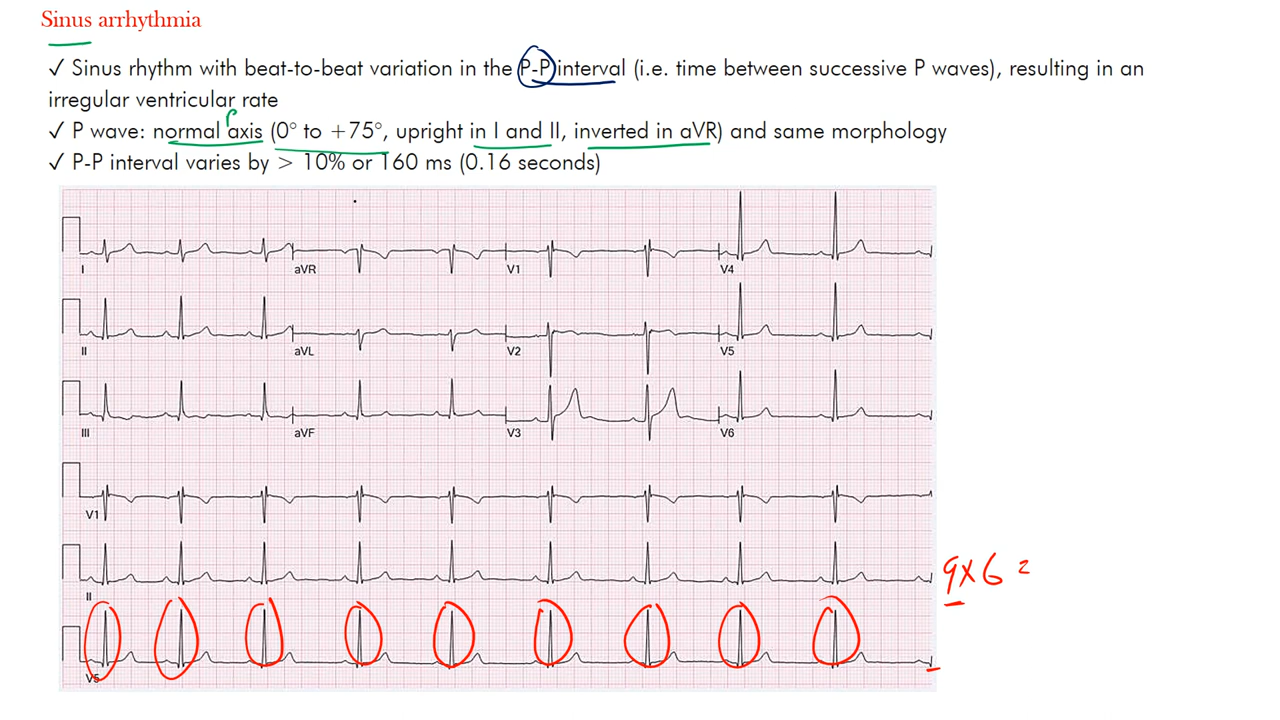 Sinus arrhythmia
✓ Sinus rhythm with beat-to-beat variation in the P-P interval (i.e. time between successive P waves), resulting in an
irregular ventricular rate
✓ P wave: normal axis (0° to +75°, upright in I and II, inverted in aVR) and same morphology
✓ P-P interval varies by > 10% or 160 ms (0.16 seconds)
I aVR V1 V4
II aVL V2 V5
III aVF V3 V6
V1
II
9x6 =
V5